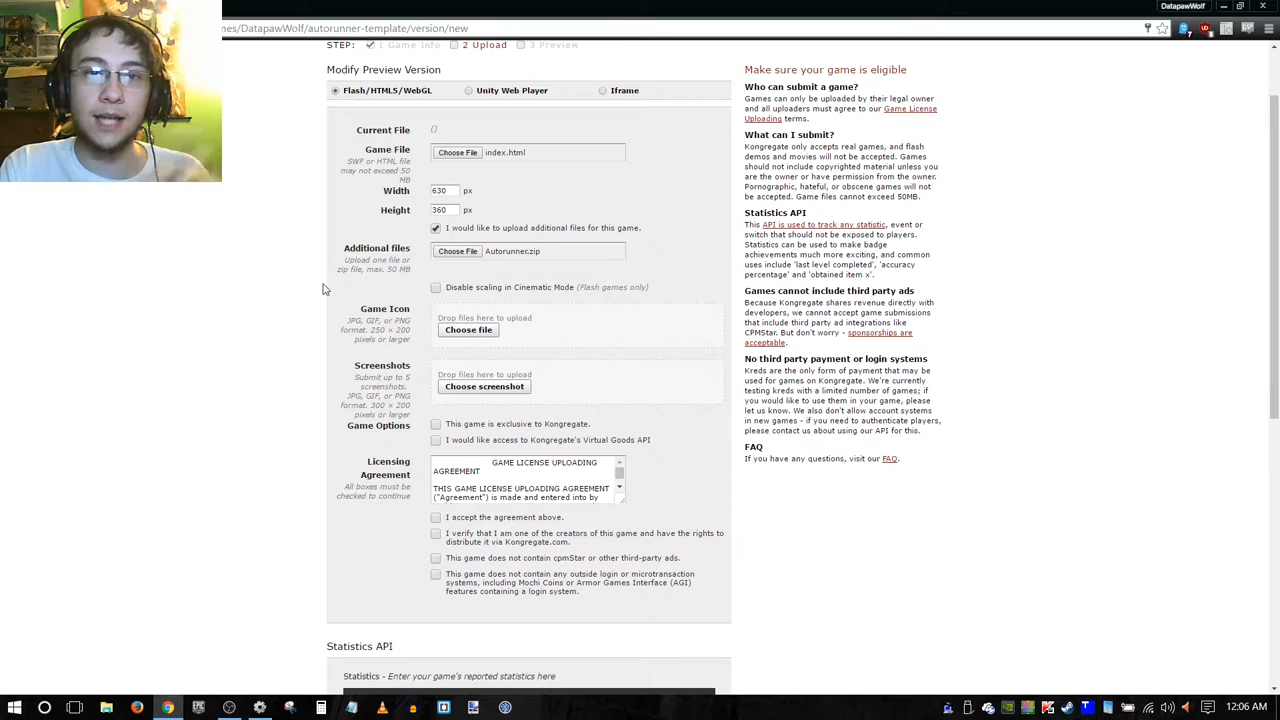 DatapawWolf
nes/DatapawWolf/autorunner-template/version/new
STEP: 1 Game Info 2 Upload 3 Preview
Modify Preview Version
Flash/HTML5/WebGL Unity Web Player Iframe
Current File ()
Game File Choose File index.html
SWF or HTML file
may not exceed 50
MB
Width 630 px
Height 360 px
I would like to upload additional files for this game.
Additional files Choose File Autorunner.zip
Upload one file or
zip file, max. 50 MB
Disable scaling in Cinematic Mode (Flash games only)
Game Icon Drop files here to upload
JPG, GIF, or PNG
format. 250 × 200
pixels or larger
Choose file
Screenshots Drop files here to upload
Submit up to 5
screenshots.
JPG, GIF, or PNG
format. 300 × 200
pixels or larger
Choose screenshot
Game Options This game is exclusive to Kongregate.
I would like access to Kongregate's Virtual Goods API
Licensing
Agreement
All boxes must be
checked to continue
GAME LICENSE UPLOADING
AGREEMENT
THIS GAME LICENSE UPLOADING AGREEMENT
("Agreement") is made and entered into by
I accept the agreement above.
I verify that I am one of the creators of this game and have the rights to
distribute it via Kongregate.com.
This game does not contain cpmStar or other third-party ads.
This game does not contain any outside login or microtransaction
systems, including Mochi Coins or Armor Games Interface (AGI)
features containing a login system.
Statistics API
Statistics - Enter your game's reported statistics here
Make sure your game is eligible
Who can submit a game?
Games can only be uploaded by their legal owner
and all uploaders must agree to our Game License
Uploading terms.
What can I submit?
Kongregate only accepts real games, and flash
demos and movies will not be accepted. Games
should not include copyrighted material unless you
are the owner or have permission from the owner.
Pornographic, hateful, or obscene games will not
be accepted. Game files cannot exceed 50MB.
Statistics API
This API is used to track any statistic, event or
switch that should not be exposed to players.
Statistics can be used to make badge
achievements much more exciting, and common
uses include 'last level completed', 'accuracy
percentage' and 'obtained item x'.
Games cannot include third party ads
Because Kongregate shares revenue directly with
developers, we cannot accept game submissions
that include third party ad integrations like
CPMStar. But don't worry - sponsorships are
acceptable.
No third party payment or login systems
Kreds are the only form of payment that may be
used for games on Kongregate. We're currently
testing kreds with a limited number of games; if
you would like to use them in your game, please
let us know. We also don't allow account systems
in new games - if you need to authenticate players,
please contact us about using our API for this.
FAQ
If you have any questions, visit our FAQ.
12:06 AM